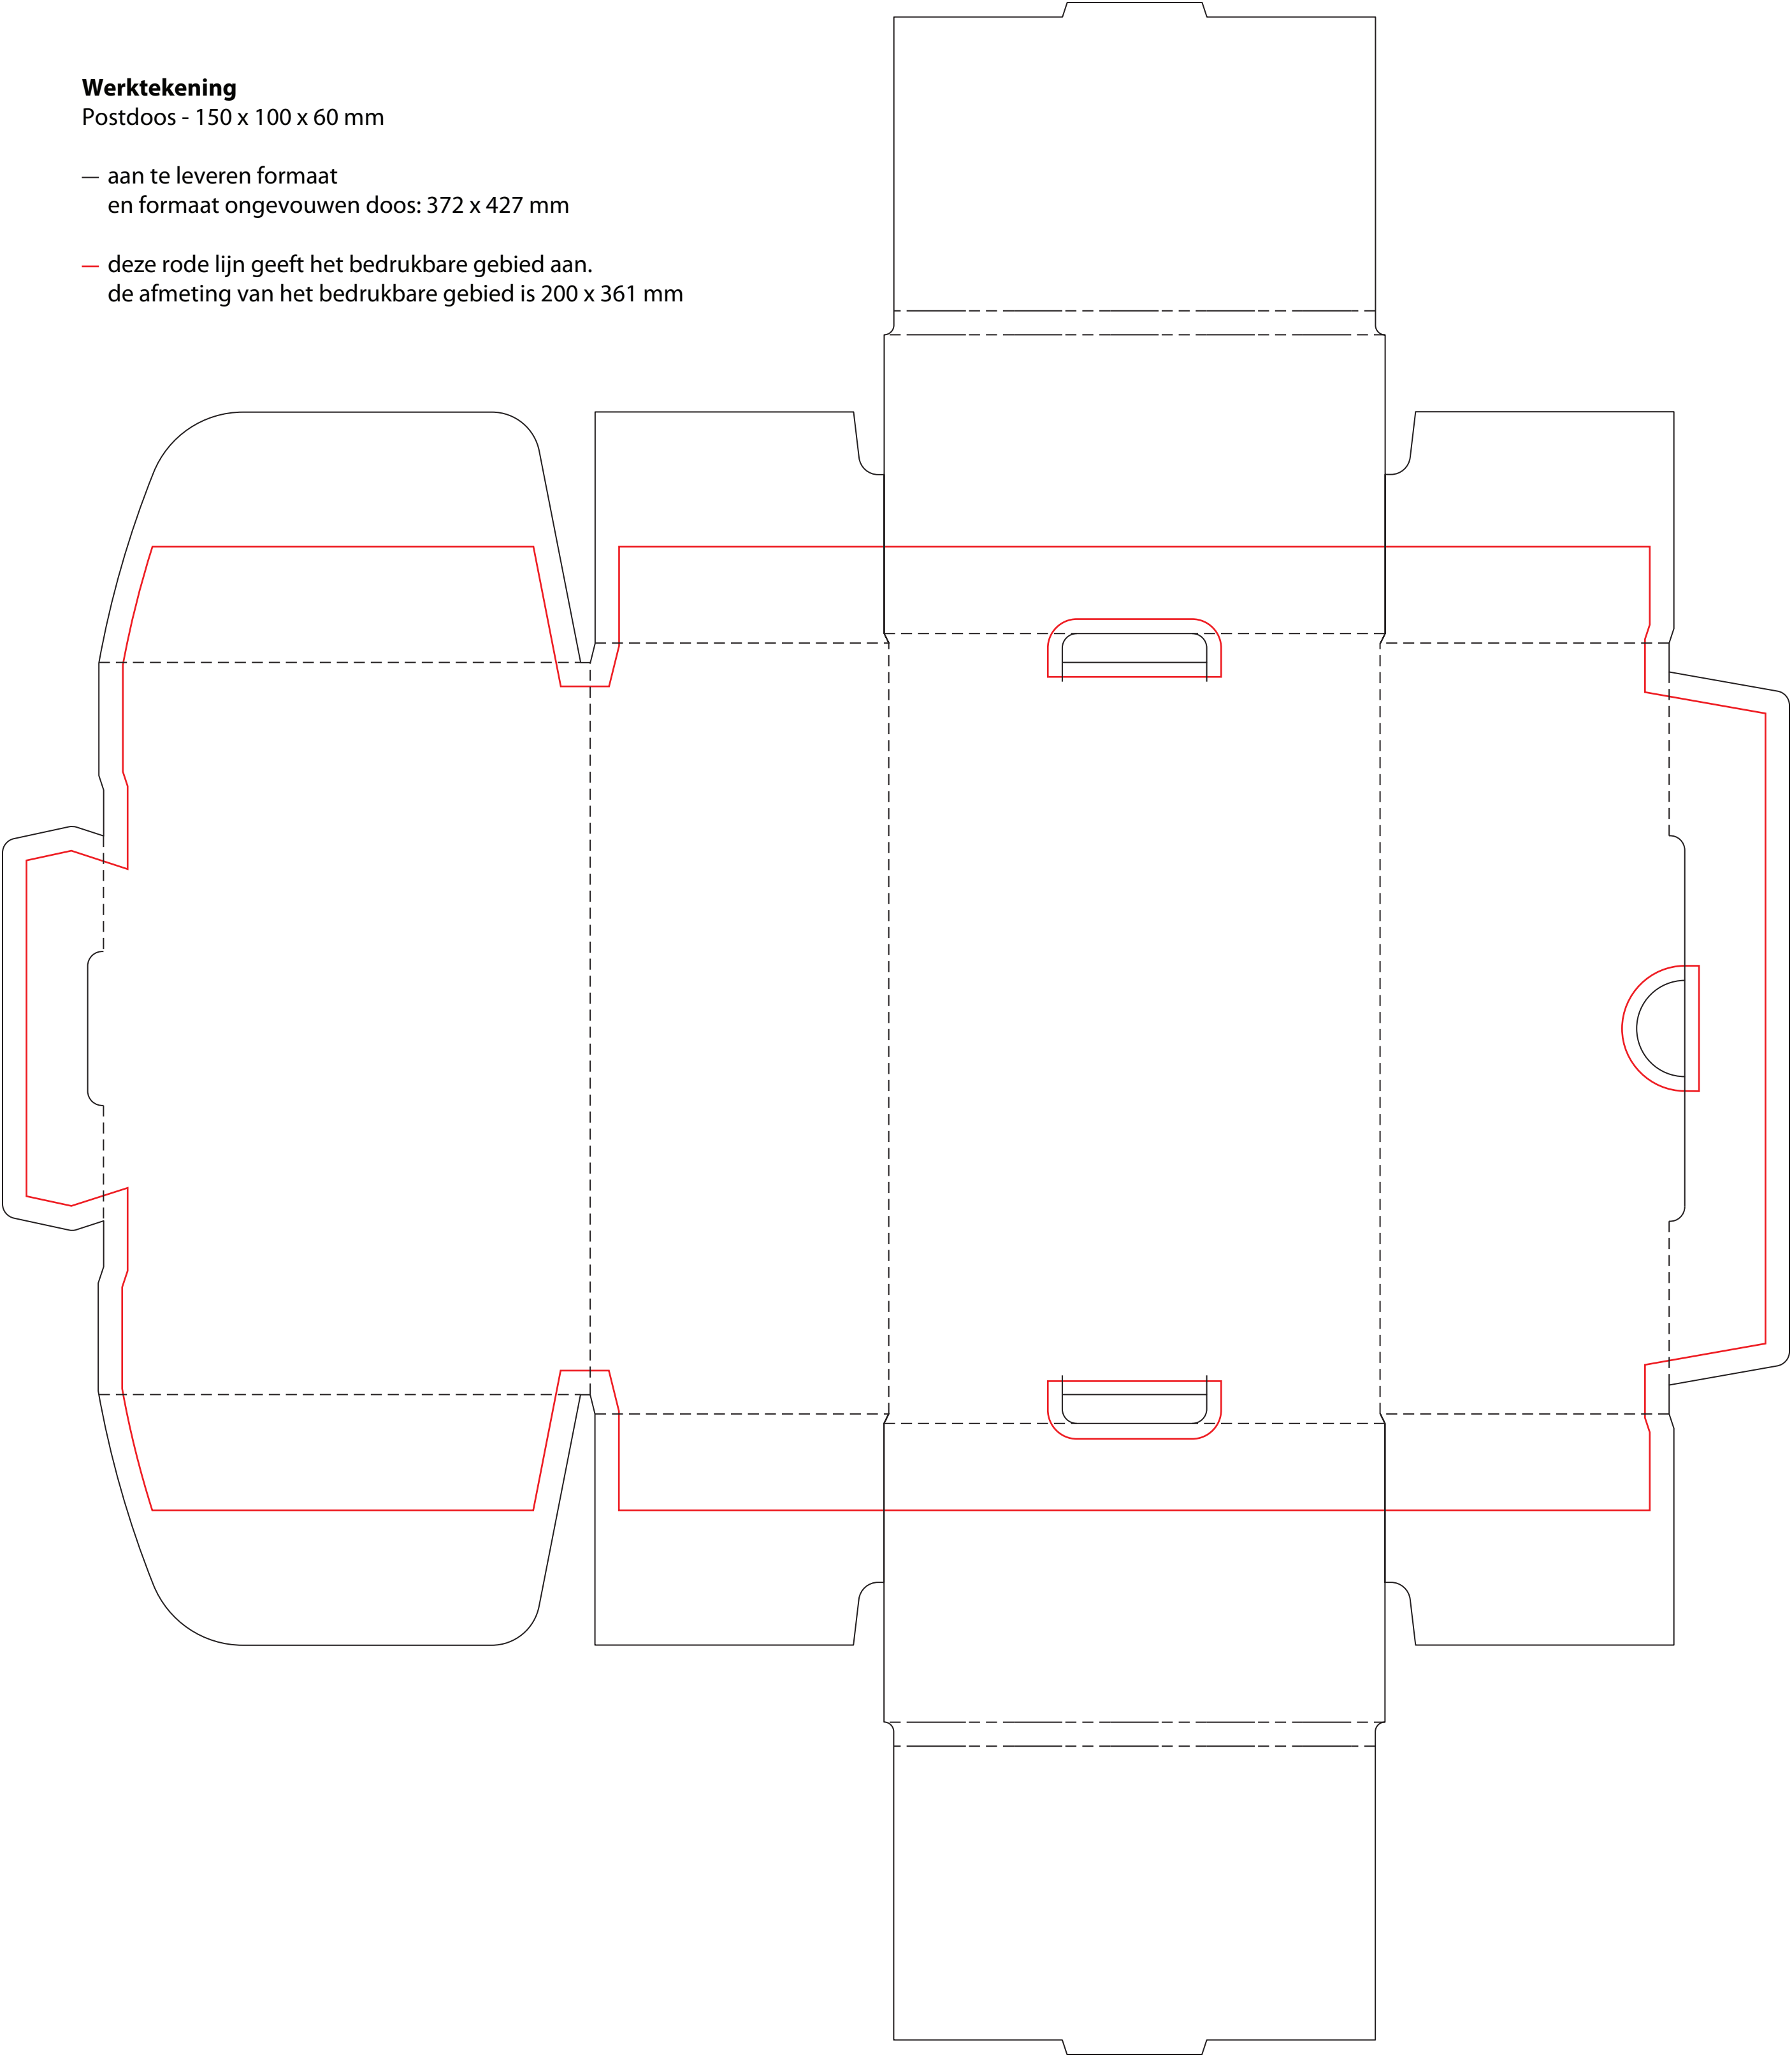 Werktekening
Postdoos - 150 x 100 x 60 mm
— aan te leveren formaat
en formaat ongevouwen doos: 372 x 427 mm
— deze rode lijn geeft het bedrukbare gebied aan.
de afmeting van het bedrukbare gebied is 200 x 361 mm